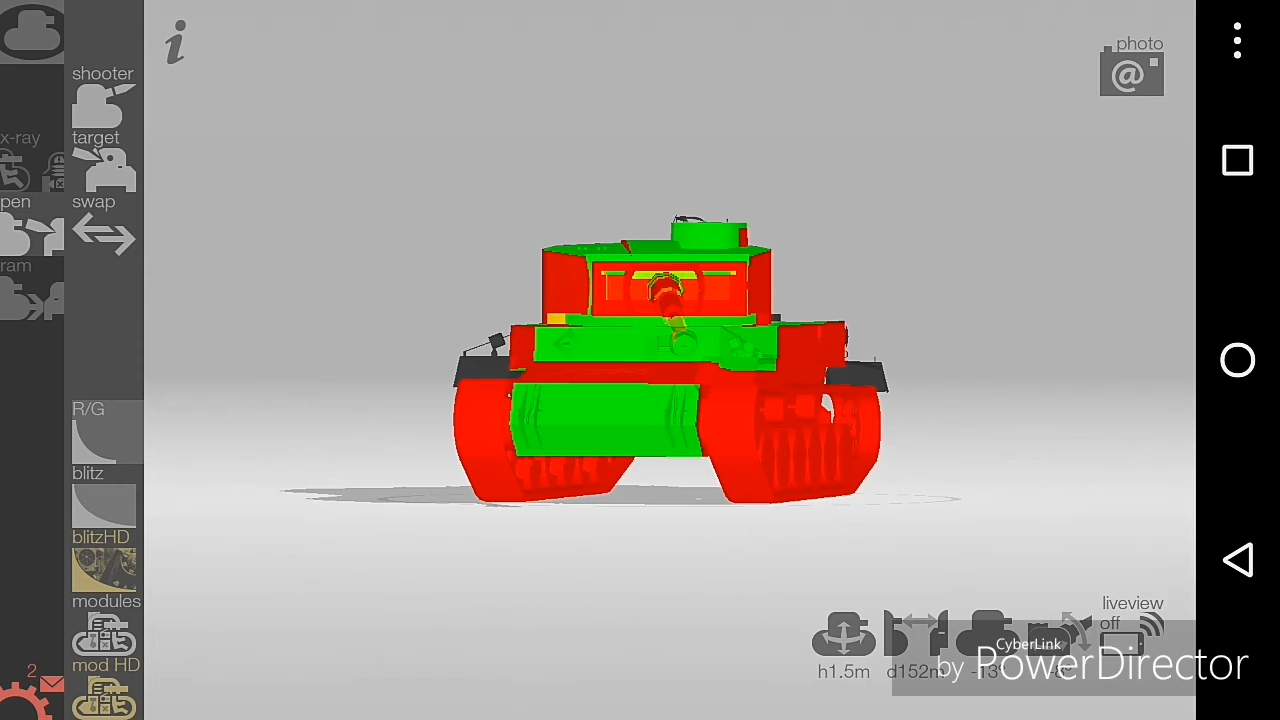 photo
@
shooter
target
x-ray
swap
pen
ram
R/G
blitz
blitzHD
modules
mod HD
2
liveview
off
h1.5m
d152m
-13°
CyberLink
by PowerDirector